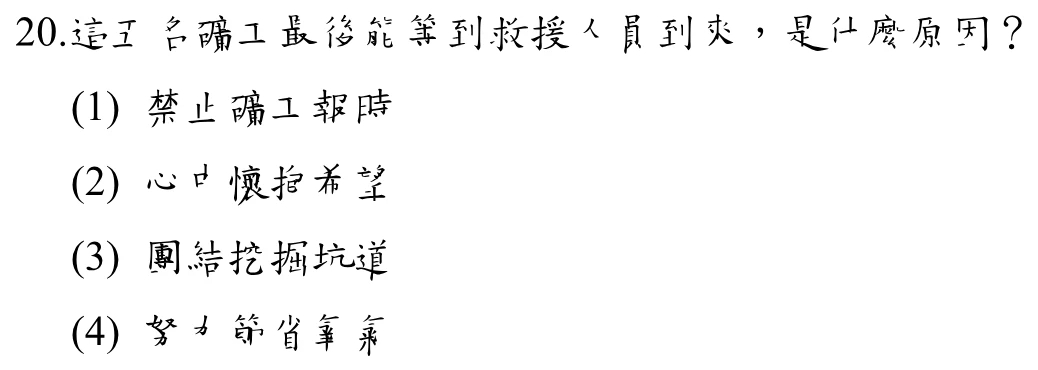 20.這五名礦工最後能等到救援人員到來，是什麼原因？
(1) 禁止礦工報時
(2) 心中懷抱希望
(3) 團結挖掘坑道
(4) 努力節省氧氣